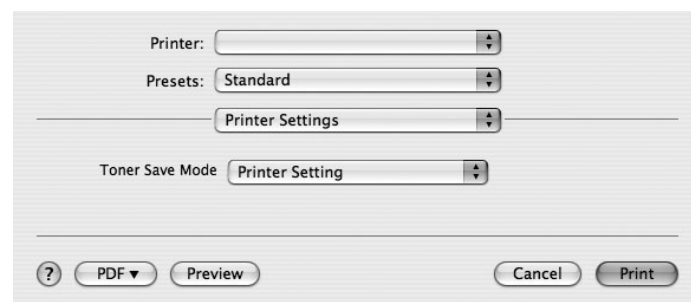 Printer:
Presets: Standard
Printer Settings
Toner Save Mode Printer Setting
? PDF▼ Preview Cancel Print